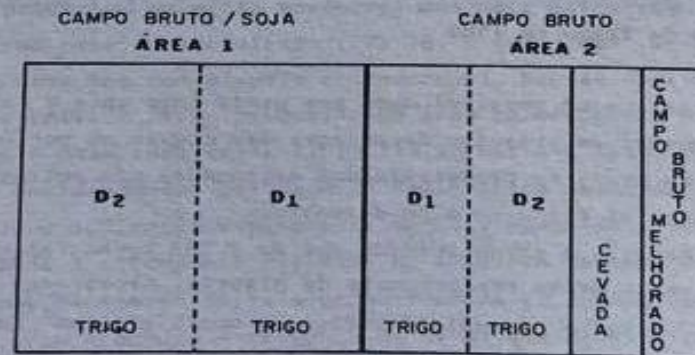 CAMPO BRUTO / SOJA
ÁREA 1
CAMPO BRUTO
ÁREA 2
D2
D1
D1
D2
TRIGO
TRIGO
TRIGO
TRIGO
CEVADA
CAMPO MELHORADO
BRUTO